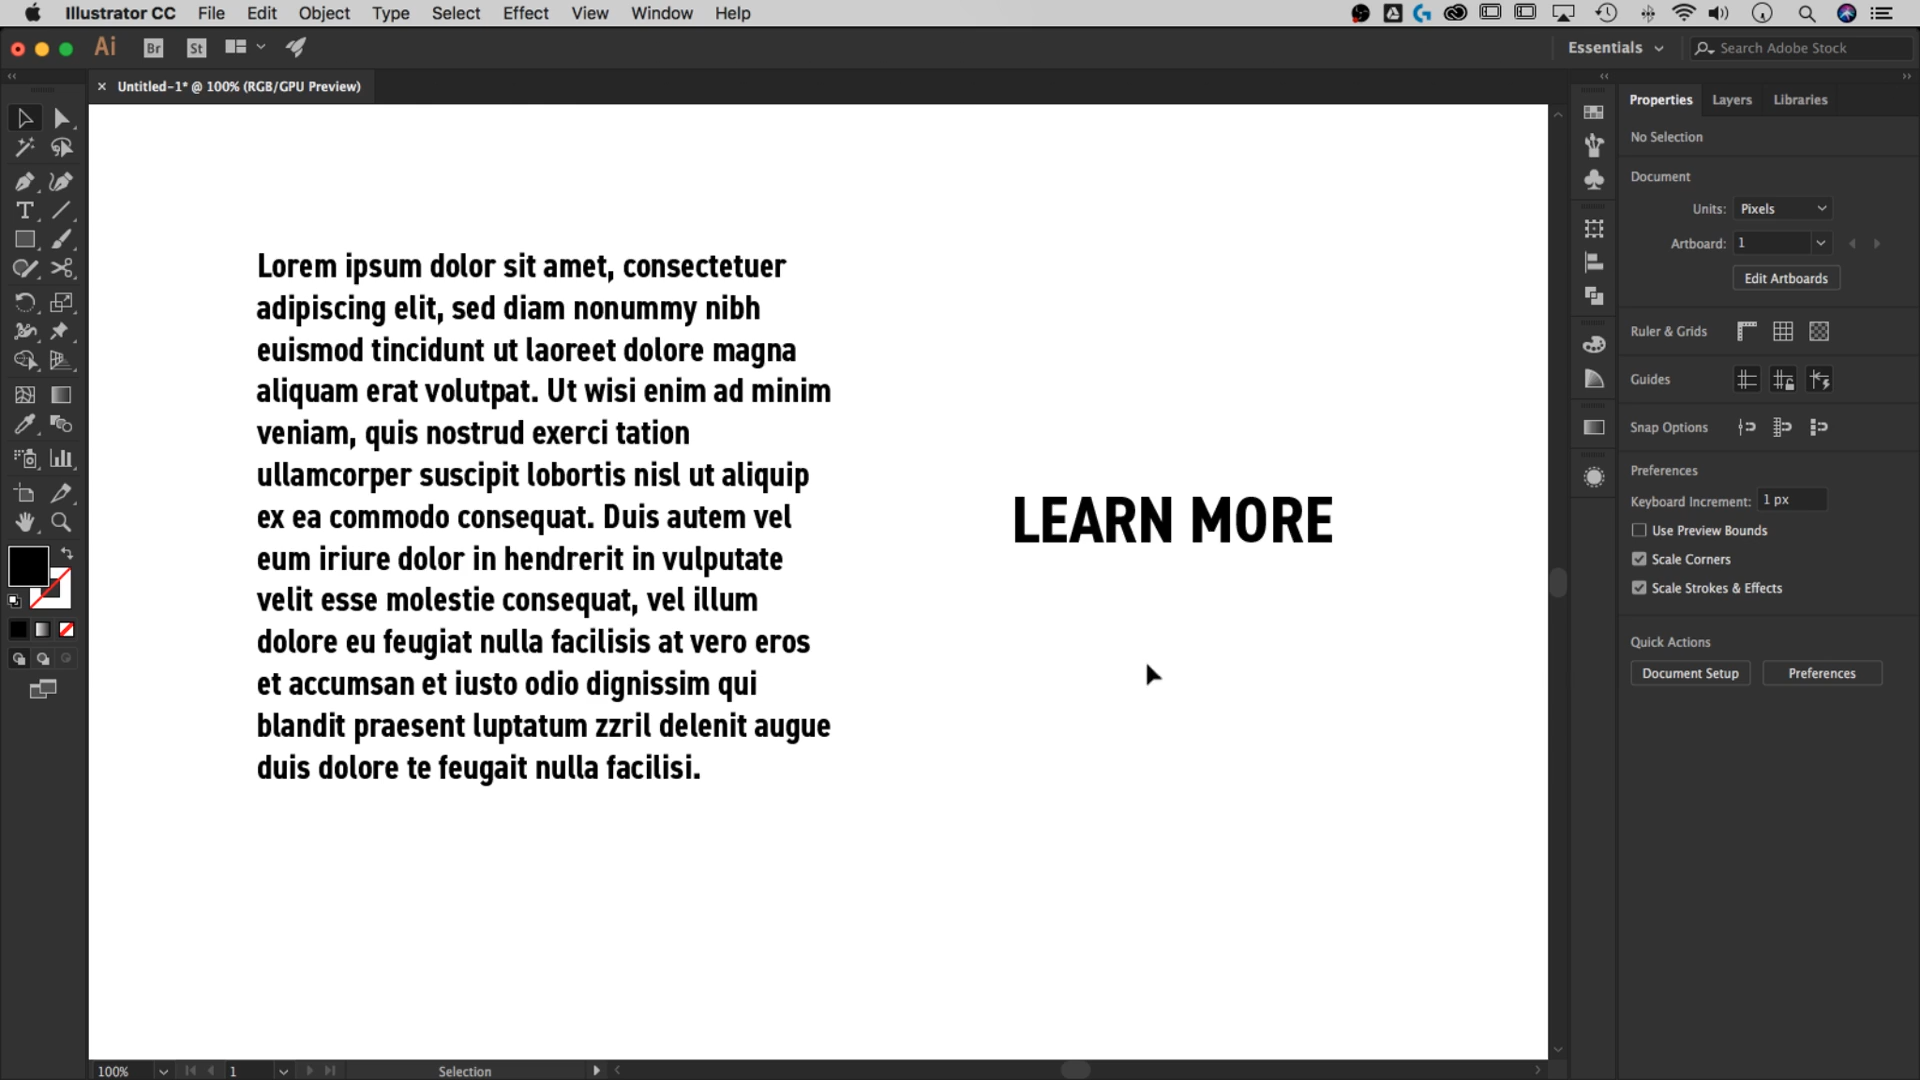 Illustrator CC File Edit Object Type Select Effect View Window Help
Ai Br St Essentials Search Adobe Stock
Untitled-1* @ 100% (RGB/GPU Preview)
Properties Layers Libraries
No Selection
Document
Units: Pixels
Artboard: 1
Edit Artboards
Ruler & Grids
Guides
Snap Options
Preferences
Keyboard Increment: 1 px
Use Preview Bounds
Scale Corners
Scale Strokes & Effects
Quick Actions
Document Setup Preferences
Lorem ipsum dolor sit amet, consectetuer
adipiscing elit, sed diam nonummy nibh
euismod tincidunt ut laoreet dolore magna
aliquam erat volutpat. Ut wisi enim ad minim
veniam, quis nostrud exerci tation
ullamcorper suscipit lobortis nisl ut aliquip
ex ea commodo consequat. Duis autem vel
eum iriure dolor in hendrerit in vulputate
velit esse molestie consequat, vel illum
dolore eu feugiat nulla facilisis at vero eros
et accumsan et iusto odio dignissim qui
blandit praesent luptatum zzril delenit augue
duis dolore te feugait nulla facilisi.
LEARN MORE
100% 1 Selection